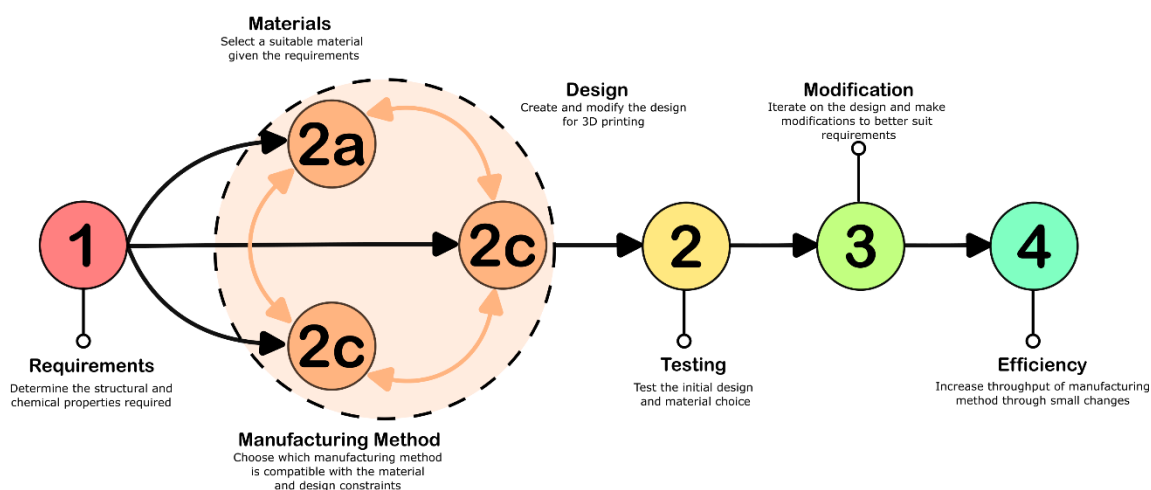 Materials
Select a suitable material
given the requirements
Design
Create and modify the design
for 3D printing
Modification
Iterate on the design and make
modifications to better suit
requirements
2a
1
2c
2
3
4
2c
Requirements
Determine the structural and
chemical properties required
Testing
Test the initial design
and material choice
Efficiency
Increase throughput of manufacturing
method through small changes
Manufacturing Method
Choose which manufacturing method
is compatible with the material
and design constraints